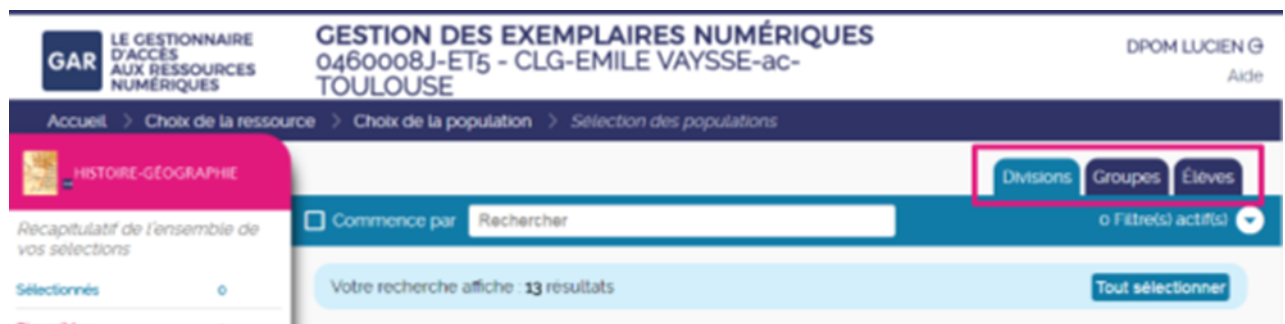 GAR
LE GESTIONNAIRE
D'ACCÈS
AUX RESSOURCES
NUMÉRIQUES
GESTION DES EXEMPLAIRES NUMÉRIQUES
0460008J-ET5 - CLG-EMILE VAYSSE-ac-
TOULOUSE
DPOM LUCIEN
Aide
Accueil > Choix de la ressource > Choix de la population > Sélection des populations
HISTOIRE-GÉOGRAPHIE
Divisions Groupes Élèves
Récapitulatif de l'ensemble de
vos sélections
Commence par Rechercher 0 Filtre(s) actif(s)
Sélectionnés 0
Votre recherche affiche : 13 résultats Tout sélectionner